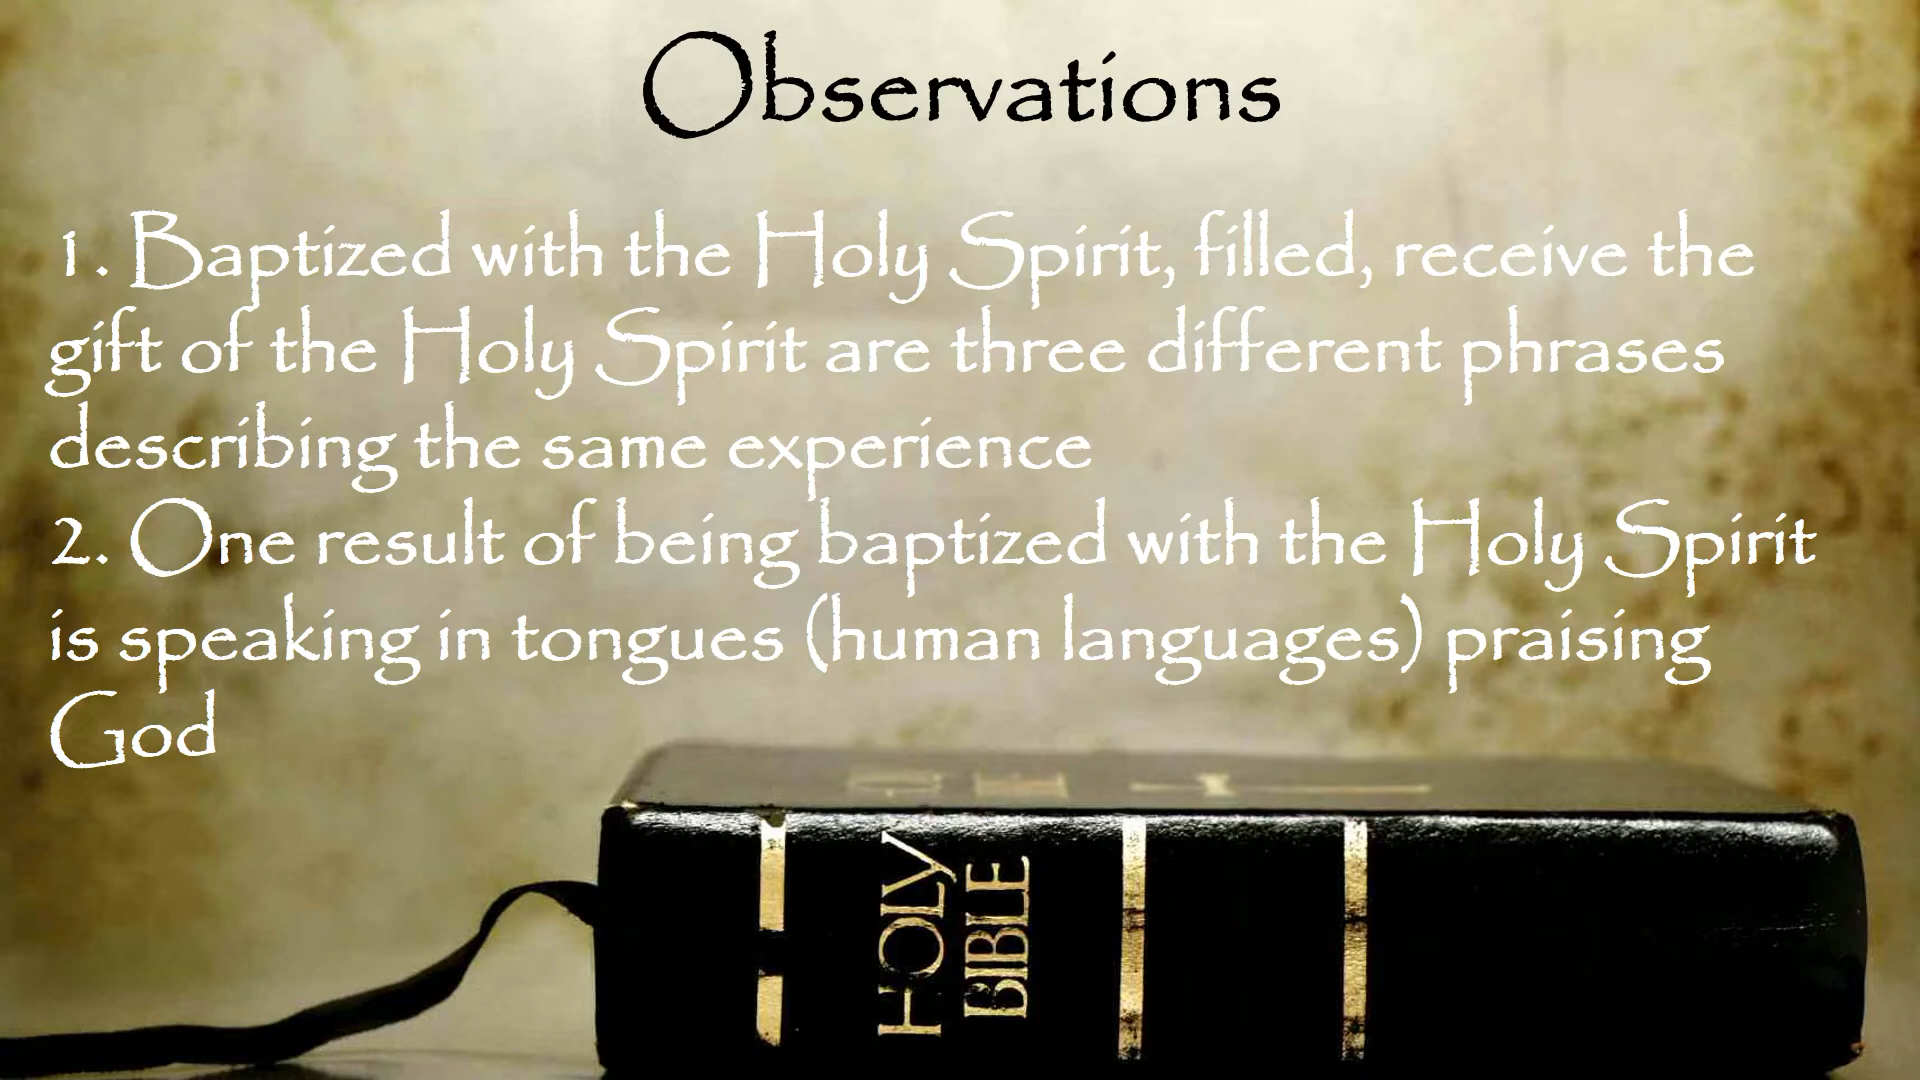 Observations
1. Baptized with the Holy Spirit, filled, receive the
gift of the Holy Spirit are three different phrases
describing the same experience
2. One result of being baptized with the Holy Spirit
is speaking in tongues (human languages) praising
God
HOLY
BIBLE